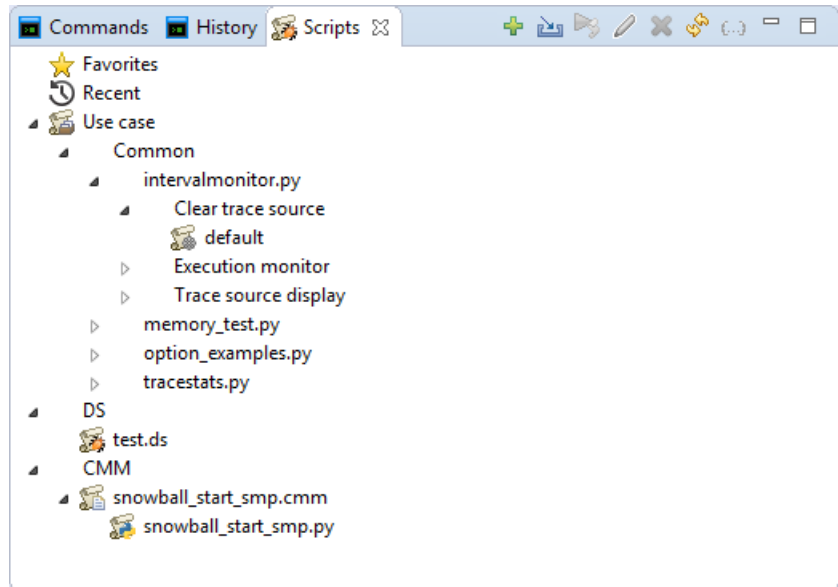 Commands History Scripts
Favorites
Recent
Use case
Common
intervalmonitor.py
Clear trace source
default
Execution monitor
Trace source display
memory_test.py
option_examples.py
tracestats.py
DS
test.ds
CMM
snowball_start_smp.cmm
snowball_start_smp.py